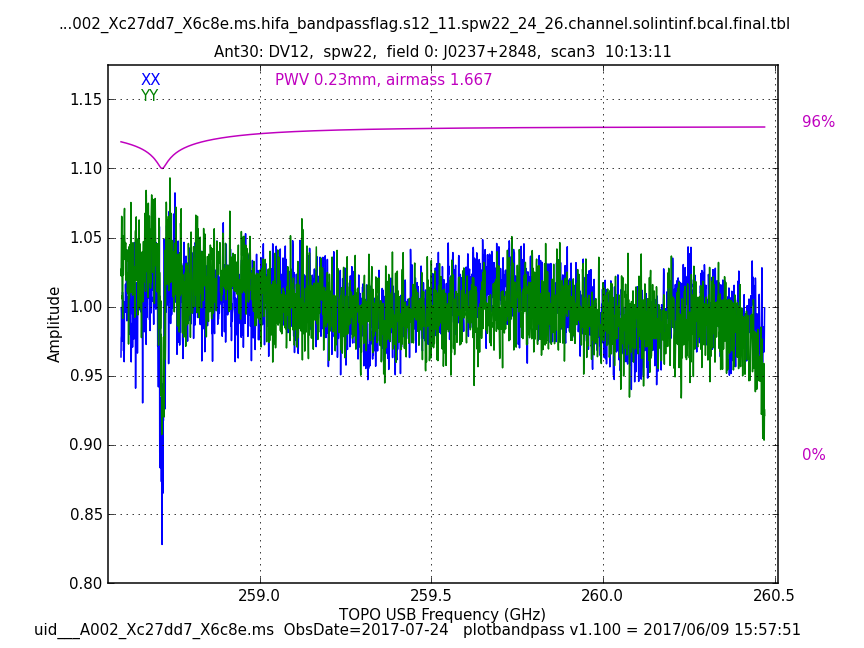 ...002_Xc27dd7_X6c8e.ms.hifa_bandpassflag.s12_11.spw22_24_26.channel.solintinf.bcal.final.tbl
Ant30: DV12,  spw22,  field 0: J0237+2848,  scan3  10:13:11
XX
PWV 0.23mm, airmass 1.667
YY
96%
0%
1.15
1.10
1.05
1.00
0.95
0.90
0.85
0.80
Amplitude
259.0
259.5
260.0
260.5
TOPO USB Frequency (GHz)
uid___A002_Xc27dd7_X6c8e.ms  ObsDate=2017-07-24   plotbandpass v1.100 = 2017/06/09 15:57:51